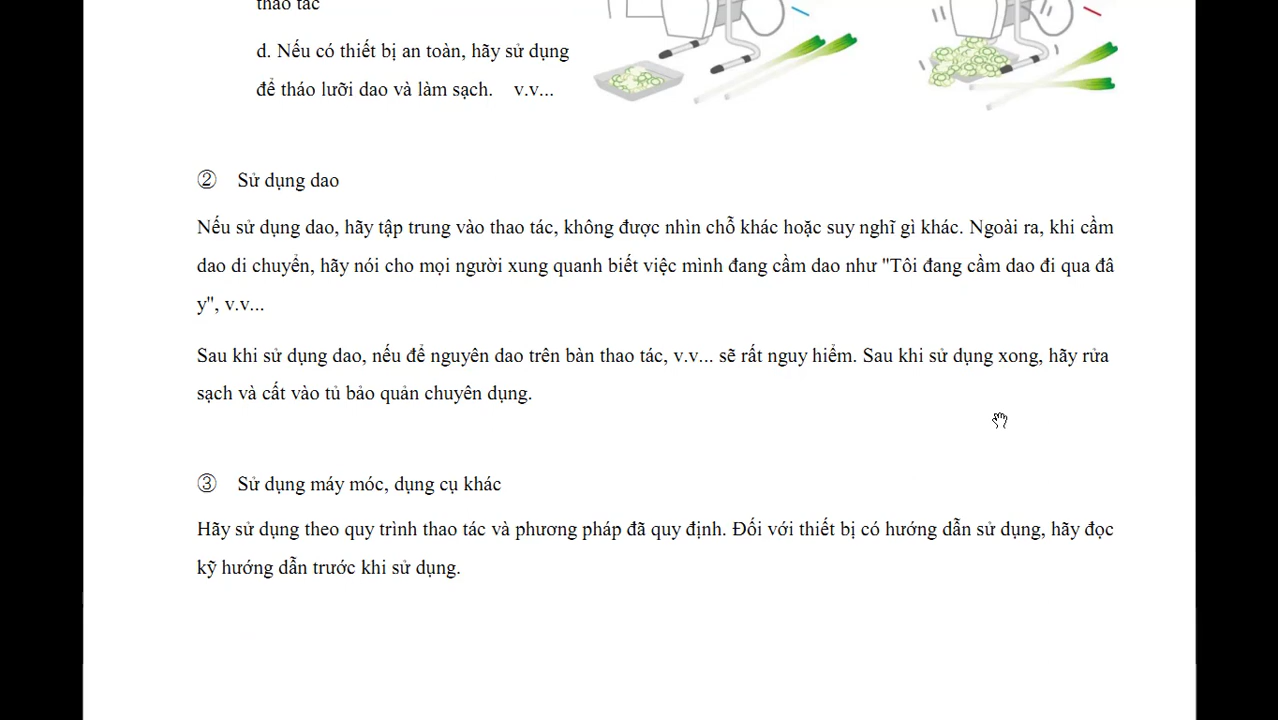 thao tác
d. Nếu có thiết bị an toàn, hãy sử dụng
để tháo lưỡi dao và làm sạch. v.v...
② Sử dụng dao
Nếu sử dụng dao, hãy tập trung vào thao tác, không được nhìn chỗ khác hoặc suy nghĩ gì khác. Ngoài ra, khi cầm
dao di chuyển, hãy nói cho mọi người xung quanh biết việc mình đang cầm dao như "Tôi đang cầm dao đi qua đâ
y", v.v...
Sau khi sử dụng dao, nếu để nguyên dao trên bàn thao tác, v.v... sẽ rất nguy hiểm. Sau khi sử dụng xong, hãy rửa
sạch và cất vào tủ bảo quản chuyên dụng.
③ Sử dụng máy móc, dụng cụ khác
Hãy sử dụng theo quy trình thao tác và phương pháp đã quy định. Đối với thiết bị có hướng dẫn sử dụng, hãy đọc
kỹ hướng dẫn trước khi sử dụng.